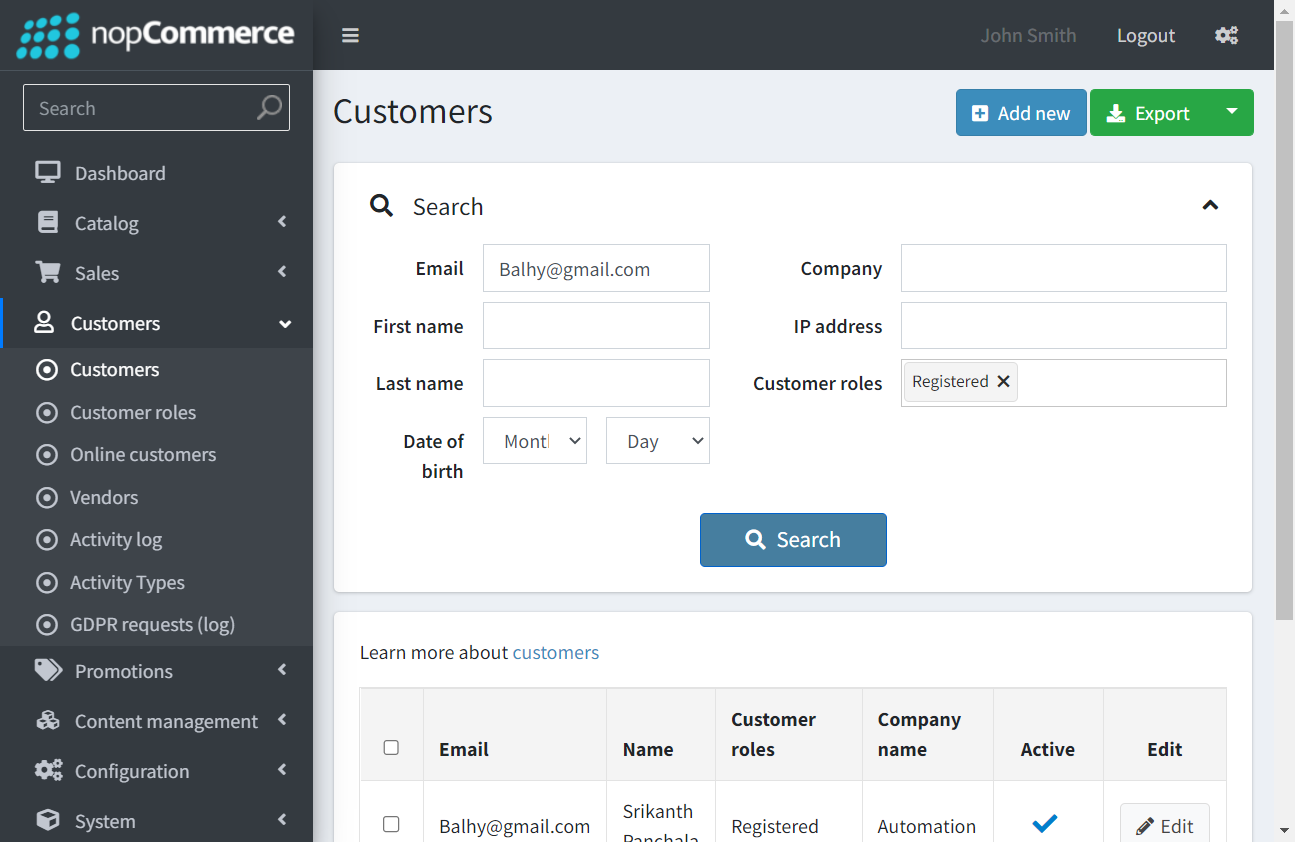 nopCommerce
John Smith
Logout
Search
Customers
Add new
Export
Dashboard
Catalog
Sales
Customers
Customers
Customer roles
Online customers
Vendors
Activity log
Activity Types
GDPR requests (log)
Promotions
Content management
Configuration
System
Search
Email
Balhy@gmail.com
Company
First name
IP address
Last name
Customer roles
Registered
Date of
birth
Month
Day
Search
Learn more about customers
Email
Name
Customer
roles
Company
name
Active
Edit
Balhy@gmail.com
Srikanth
Panchala
Registered
Automation
Edit